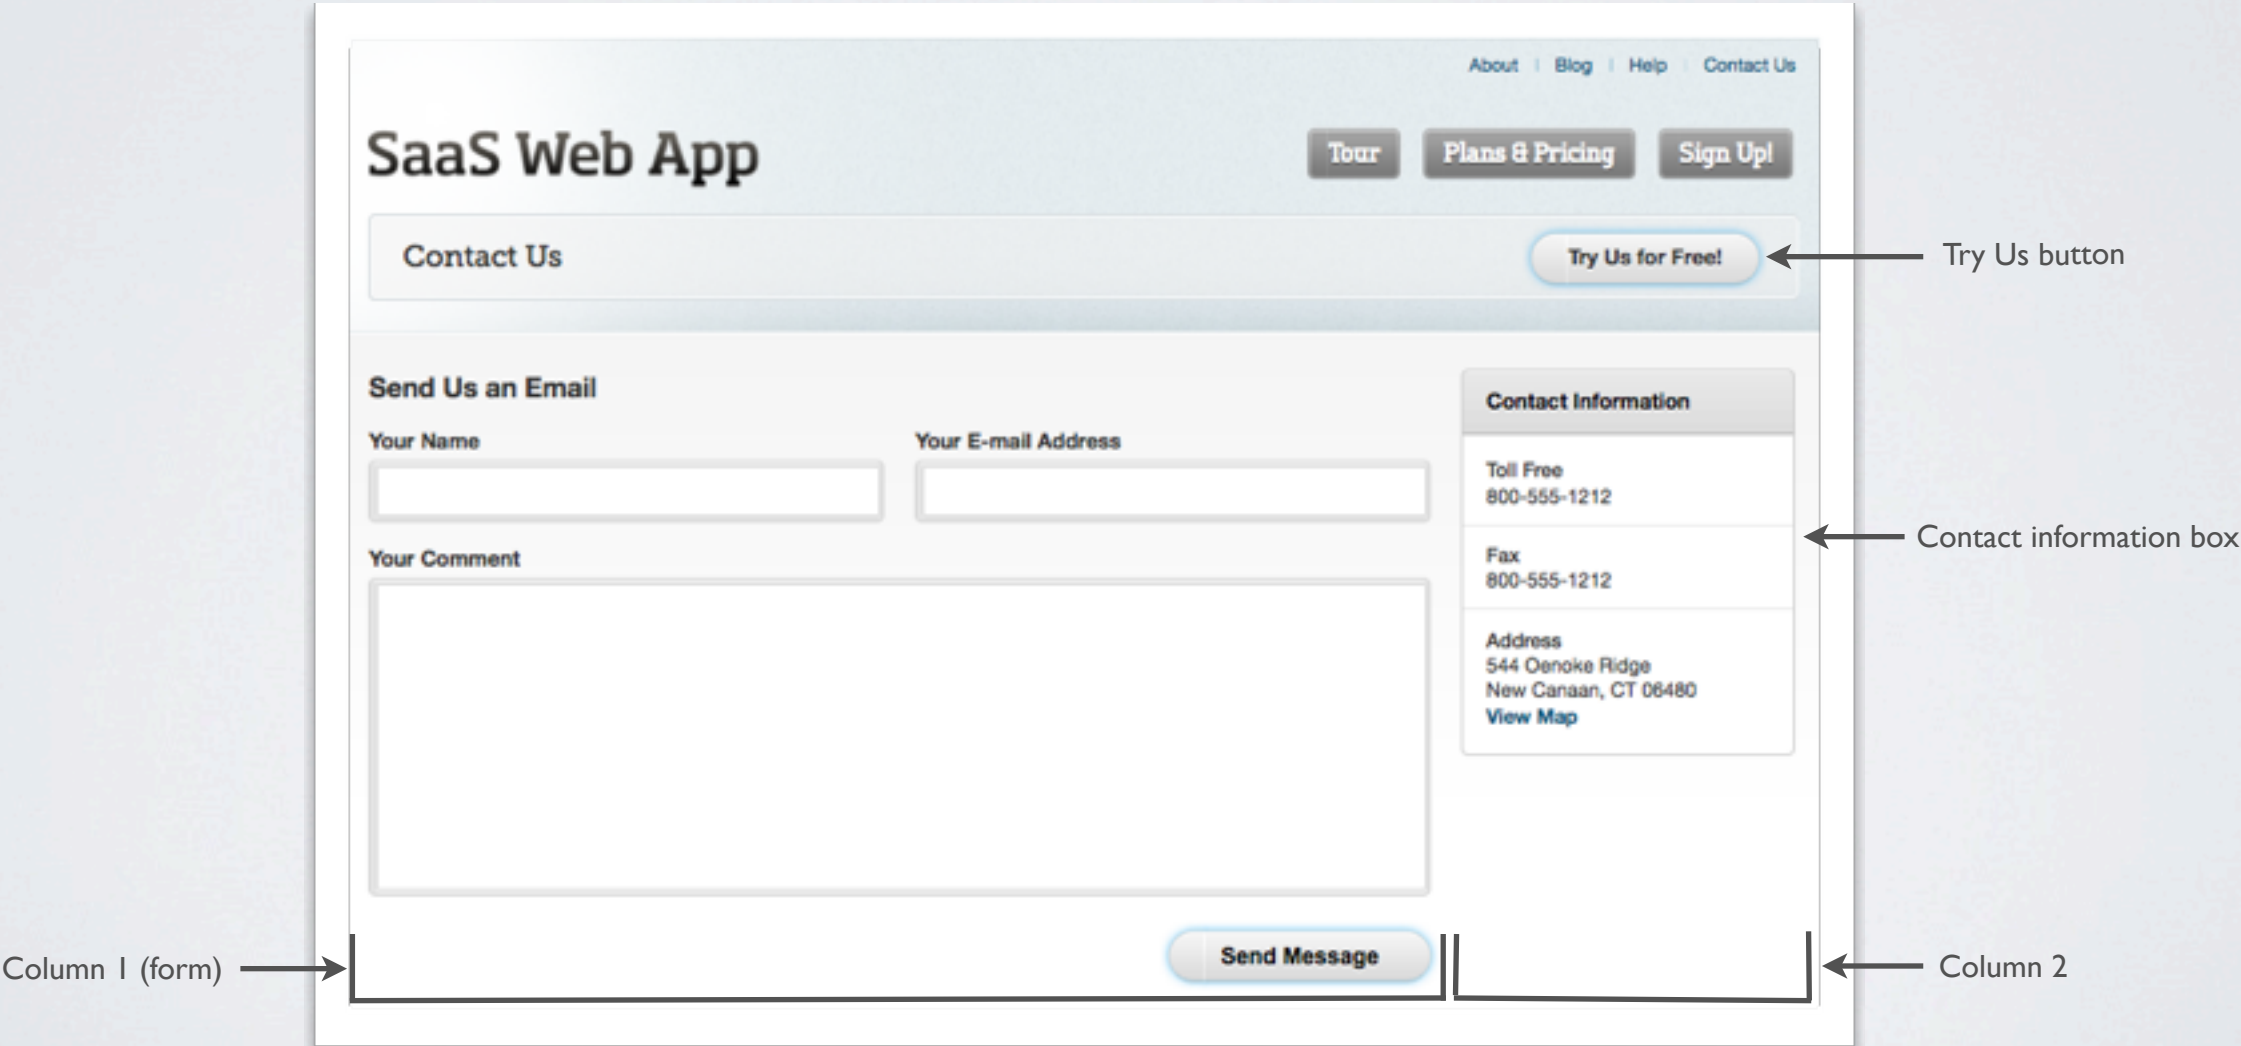 About | Blog | Help | Contact Us
SaaS Web App
Tour
Plans & Pricing
Sign Up!
Contact Us
Try Us for Free!
Try Us button
Send Us an Email
Your Name
Your E-mail Address
Your Comment
Send Message
Contact Information
Toll Free
800-555-1212
Fax
800-555-1212
Address
544 Oenoke Ridge
New Canaan, CT 06480
View Map
Contact information box
Column 1 (form)
Column 2